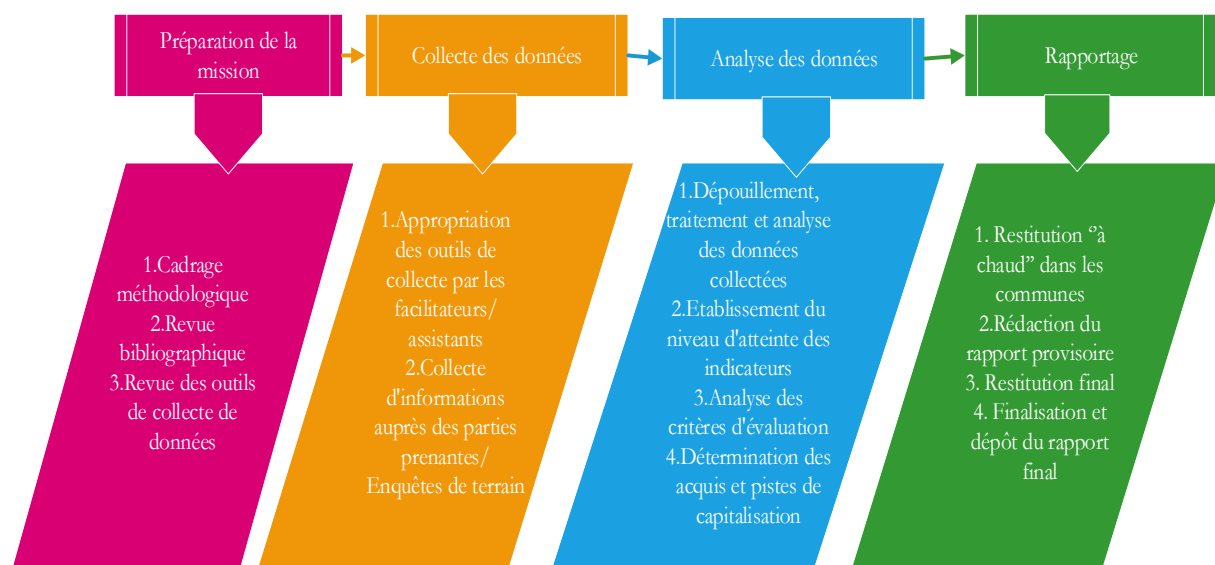 Préparation de la
mission
Collecte des données
Analyse des données
Rapportage
1.Cadrage
méthodologique
2.Revue
bibliographique
3.Revue des outils
de collecte de
données
1.Appropriation
des outils de
collecte par les
facilitateurs/
assistants
2.Collecte
d'informations
auprès des parties
prenantes/
Enquêtes de terrain
1.Dépouillement,
traitement et analyse
des données
collectées
2.Etablissement du
niveau d'atteinte des
indicateurs
3.Analyse des
critères d'évaluation
4.Détermination des
acquis et pistes de
capitalisation
1. Restitution ‘’à
chaud’’ dans les
communes
2.Rédaction du
rapport provisoire
3. Restitution final
4. Finalisation et
dépôt du rapport
final